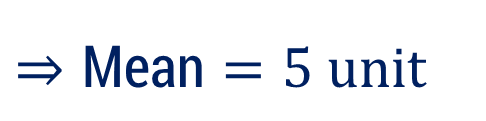 ⇒ Mean = 5 unit